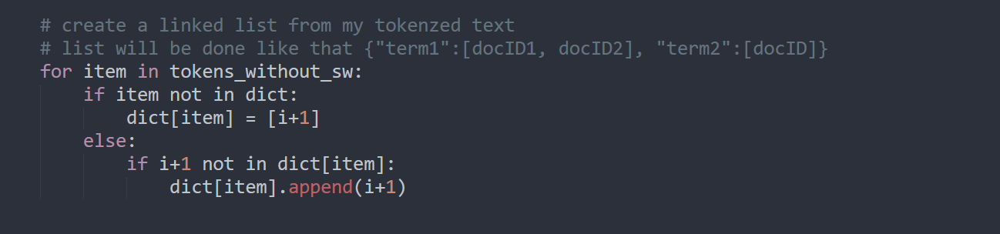 # create a linked list from my tokenzed text
# list will be done like that {"term1":[docID1, docID2], "term2":[docID]}
for item in tokens_without_sw:
    if item not in dict:
        dict[item] = [i+1]
    else:
        if i+1 not in dict[item]:
            dict[item].append(i+1)